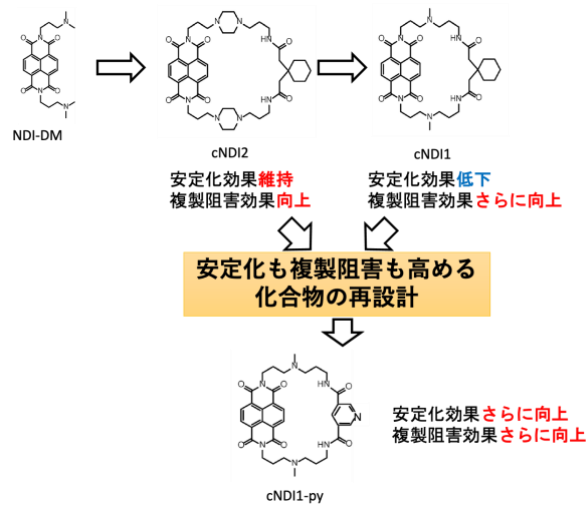 NDI-DM
cNDI2
cNDI1
安定化効果維持
複製阻害効果向上
安定化効果低下
複製阻害効果さらに向上
安定化も複製阻害も高める
化合物の再設計
安定化効果さらに向上
複製阻害効果さらに向上
cNDI1-py